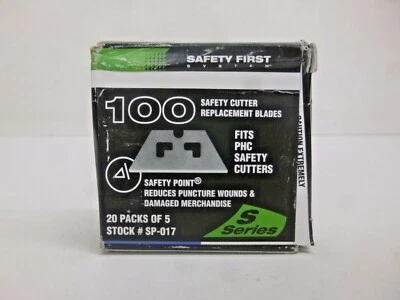 SAFETY FIRST
SYSTEM
100 SAFETY CUTTER
REPLACEMENT BLADES
FITS
PHC
SAFETY
CUTTERS
SAFETY POINT®
REDUCES PUNCTURE WOUNDS &
DAMAGED MERCHANDISE
20 PACKS OF 5
STOCK # SP-017
S
Series
EXTREMELY